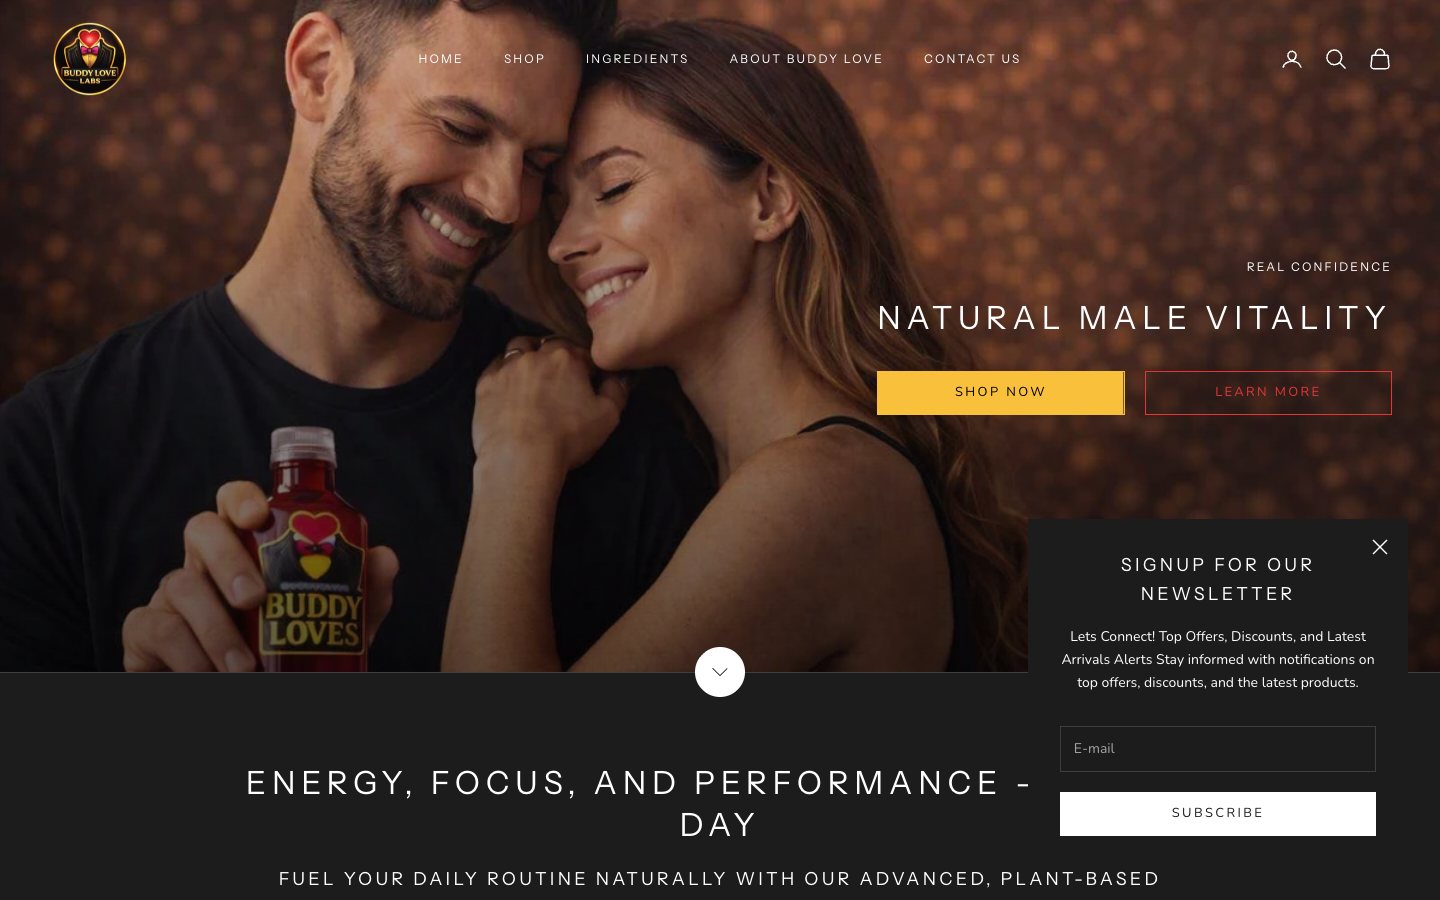 BUDDY LOVE
LABS
HOME
SHOP
INGREDIENTS
ABOUT BUDDY LOVE
CONTACT US
REAL CONFIDENCE
NATURAL MALE VITALITY
SHOP NOW
LEARN MORE
BUDDY
LOVES
SIGNUP FOR OUR
NEWSLETTER
Lets Connect! Top Offers, Discounts, and Latest
Arrivals Alerts Stay informed with notifications on
top offers, discounts, and the latest products.
E-mail
SUBSCRIBE
ENERGY, FOCUS, AND PERFORMANCE -
DAY
FUEL YOUR DAILY ROUTINE NATURALLY WITH OUR ADVANCED, PLANT-BASED